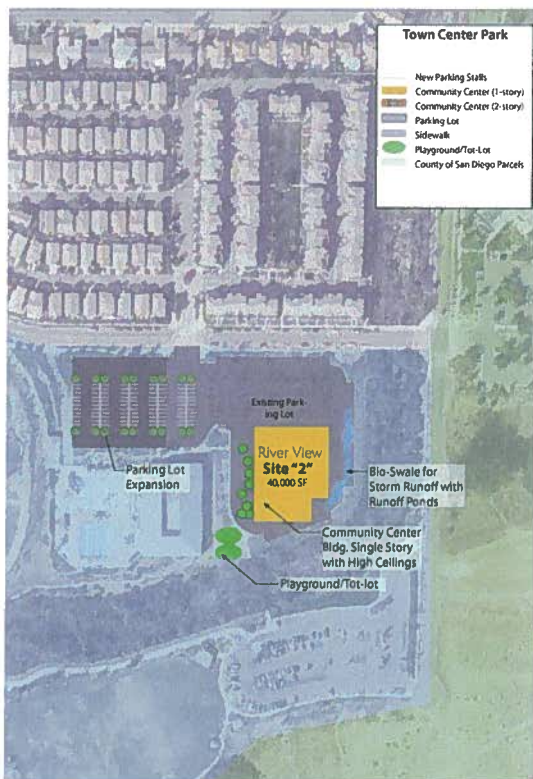 Town Center Park
New Parking Stalls
Community Center (1-story)
Community Center (2-story)
Parking Lot
Sidewalk
Playground/Tot-Lot
County of San Diego Parcels
Existing Park-
ing Lot
River View
Site "2"
40,000 SF
Parking Lot
Expansion
Bio-Swale for
Storm Runoff with
Runoff Ponds
Community Center
Bldg. Single Story
with High Ceilings
Playground/Tot-lot